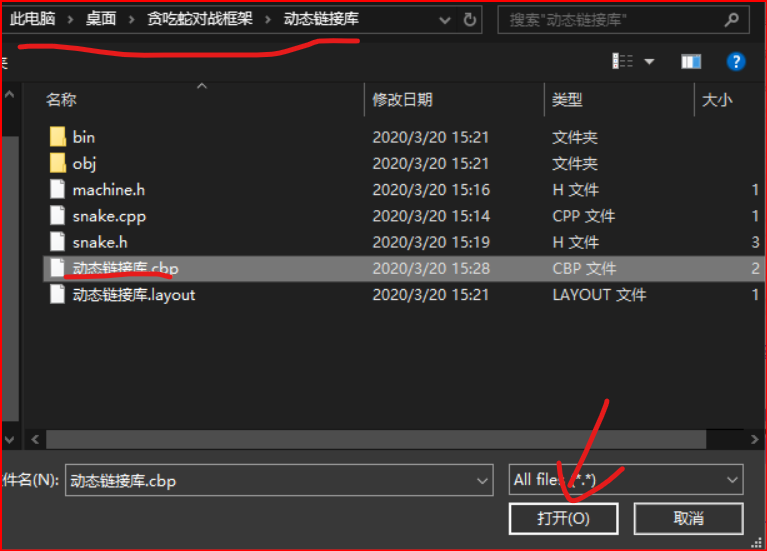 此电脑 > 桌面 > 贪吃蛇对战框架 > 动态链接库 搜索"动态链接库"
夹
名称 修改日期 类型 大小
bin 2020/3/20 15:21 文件夹
obj 2020/3/20 15:21 文件夹
machine.h 2020/3/20 15:16 H 文件 1
snake.cpp 2020/3/20 15:14 CPP 文件 1
snake.h 2020/3/20 15:19 H 文件 3
动态链接库.cbp 2020/3/20 15:28 CBP 文件 2
动态链接库.layout 2020/3/20 15:21 LAYOUT 文件 1
件名(N): 动态链接库.cbp All files (*.*)
打开(O) 取消